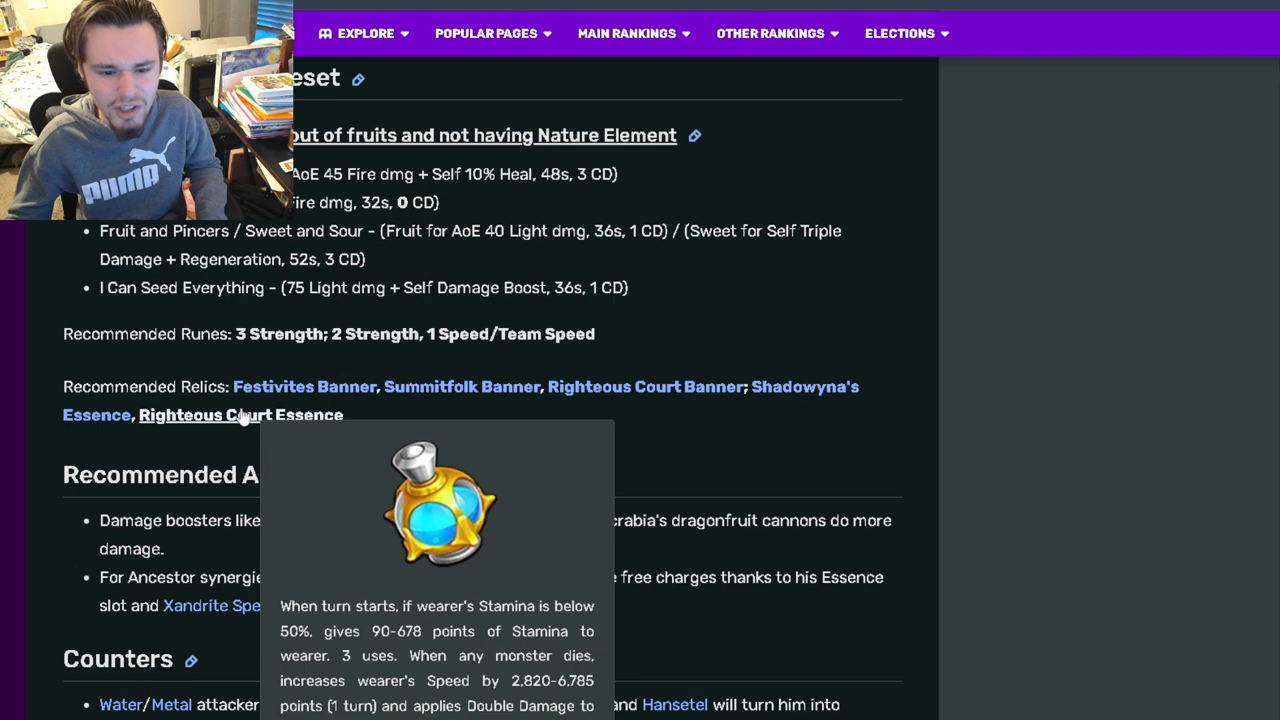 EXPLORE POPULAR PAGES MAIN RANKINGS OTHER RANKINGS ELECTIONS
eset
out of fruits and not having Nature Element
AoE 45 Fire dmg + Self 10% Heal, 48s, 3 CD)
ire dmg, 32s, 0 CD)
Fruit and Pincers / Sweet and Sour - (Fruit for AoE 40 Light dmg, 36s, 1 CD) / (Sweet for Self Triple
Damage + Regeneration, 52s, 3 CD)
I Can Seed Everything - (75 Light dmg + Self Damage Boost, 36s, 1 CD)
Recommended Runes: 3 Strength; 2 Strength, 1 Speed/Team Speed
Recommended Relics: Festivites Banner, Summitfolk Banner, Righteous Court Banner; Shadowyna's
Essence, Righteous Court Essence
Recommended A
Damage boosters like crabia's dragonfruit cannons do more
damage.
For Ancestor synergie free charges thanks to his Essence
slot and Xandrite Spe
When turn starts, if wearer's Stamina is below
50%, gives 90-678 points of Stamina to
wearer. 3 uses. When any monster dies,
increases wearer's Speed by 2,820-6,785
points (1 turn) and applies Double Damage to
Counters
Water/Metal attacker and Hansetel will turn him into
PUMA